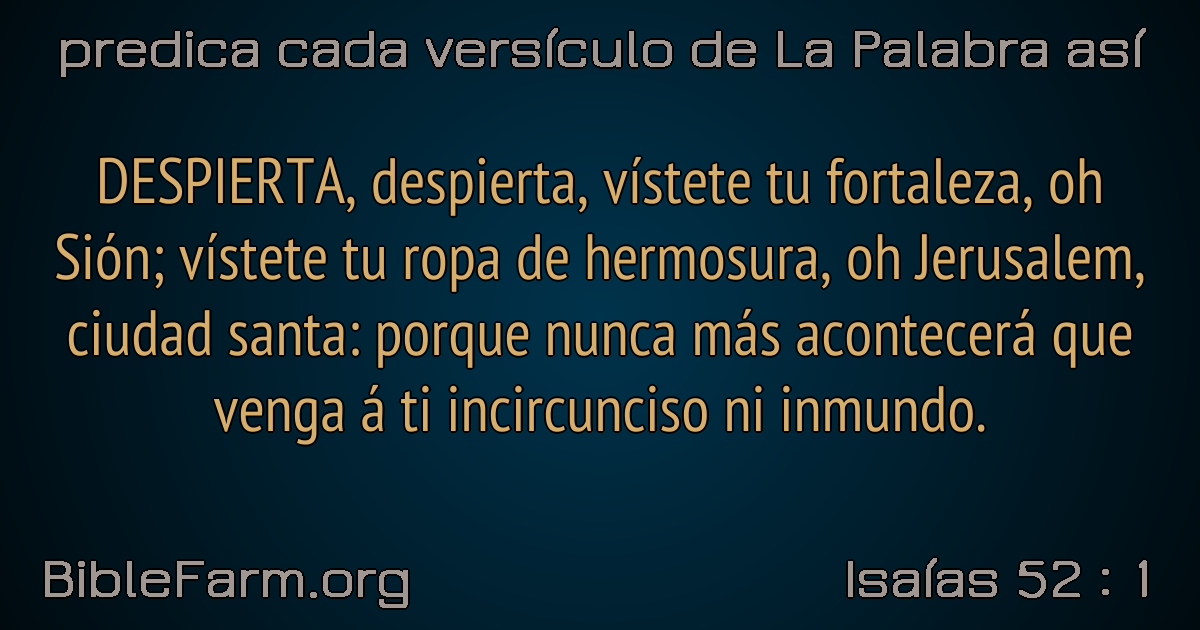 predica cada versículo de La Palabra así
DESPIERTA, despierta, vístete tu fortaleza, oh
Sión; vístete tu ropa de hermosura, oh Jerusalem,
ciudad santa: porque nunca más acontecerá que
venga á ti incircunciso ni inmundo.
BibleFarm.org
Isaías 52 : 1